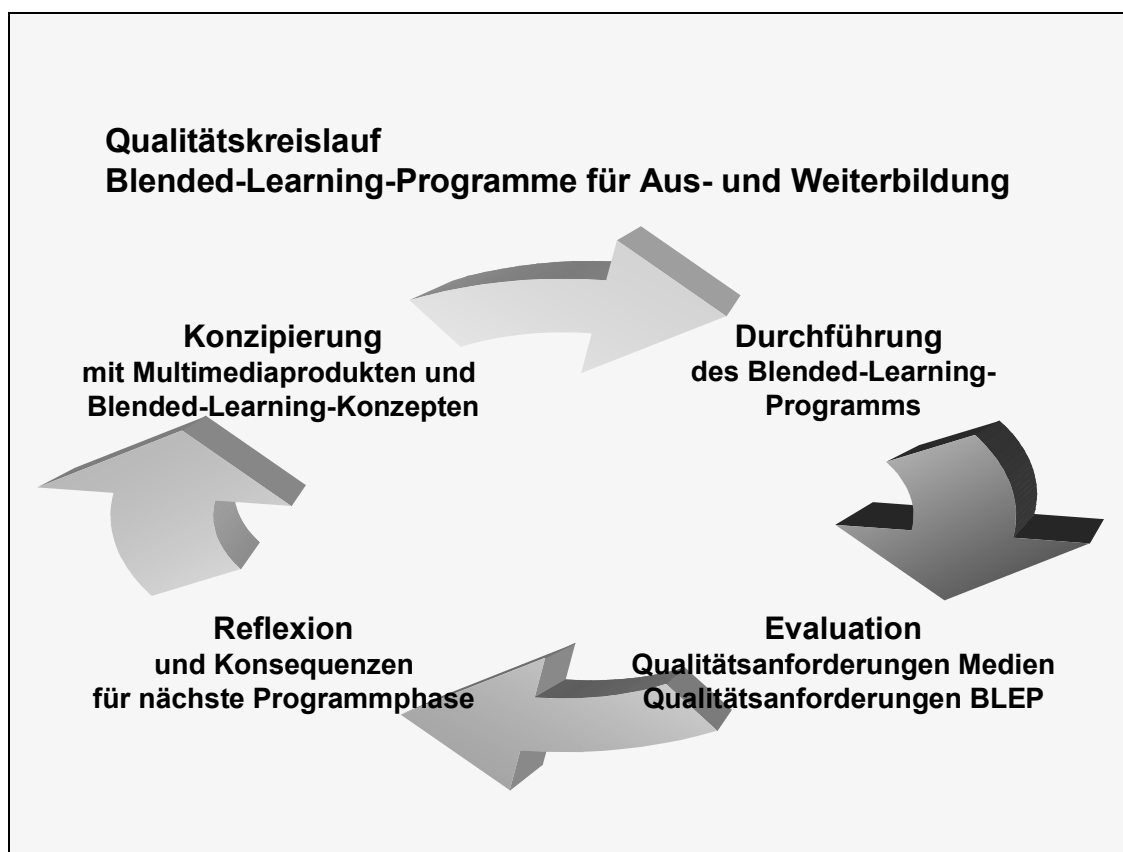 Qualitätskreislauf
Blended-Learning-Programme für Aus- und Weiterbildung
Konzipierung
mit Multimediaprodukten und
Blended-Learning-Konzepten
Durchführung
des Blended-Learning-
Programms
Reflexion
und Konsequenzen
für nächste Programmphase
Evaluation
Qualitätsanforderungen Medien
Qualitätsanforderungen BLEP